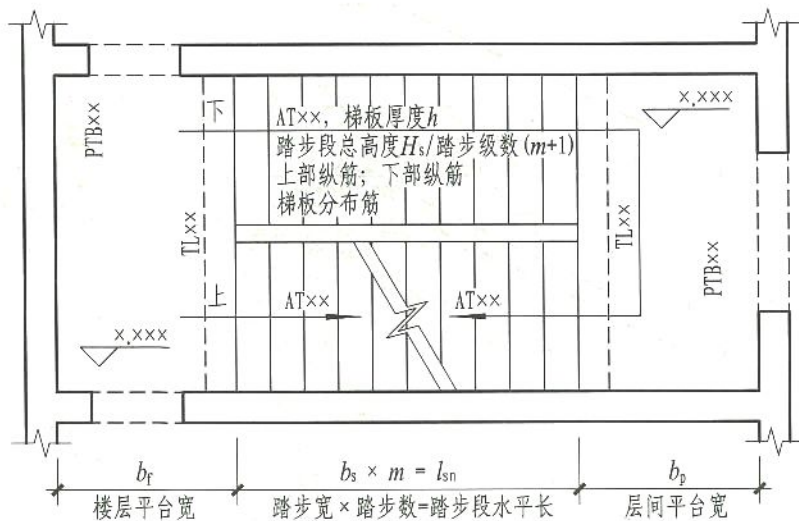 下
AT××，梯板厚度h
踏步段总高度Hs/踏步级数(m+1)
上部纵筋；下部纵筋
梯板分布筋
×.×××
PTB××
TL××
TL××
PTB××
上
AT××
AT××
×.×××
bf
bs × m = lsn
bp
楼层平台宽
踏步宽×踏步数=踏步段水平长
层间平台宽